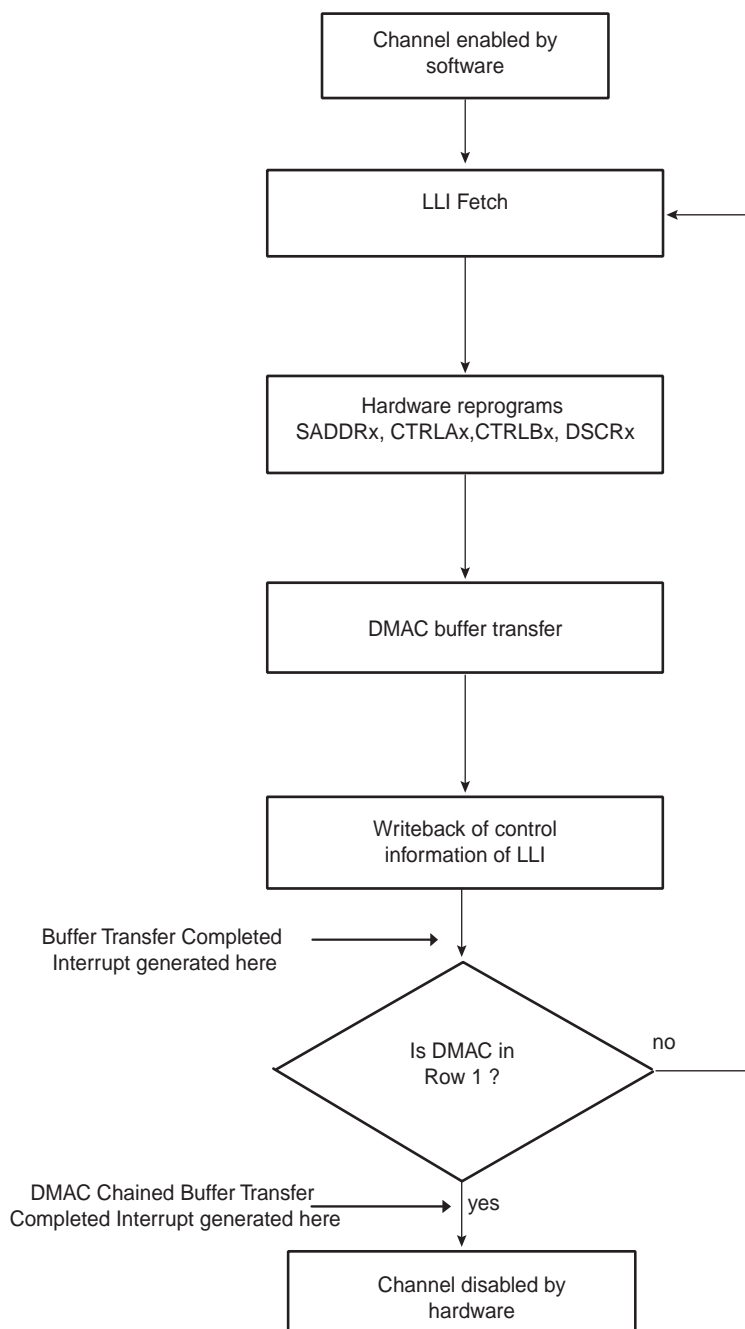 Channel enabled by
software
LLI Fetch
Hardware reprograms
SADDRx, CTRLAx,CTRLBx, DSCRx
DMAC buffer transfer
Writeback of control
information of LLI
Buffer Transfer Completed
Interrupt generated here
Is DMAC in
Row 1 ?
no
DMAC Chained Buffer Transfer
Completed Interrupt generated here
yes
Channel disabled by
hardware